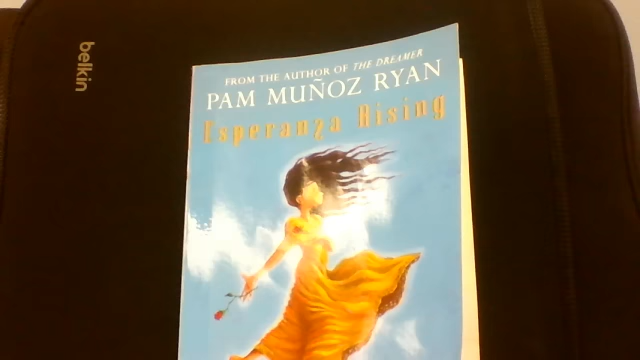 belkin
FROM THE AUTHOR OF THE DREAMER
PAM MUÑOZ RYAN
Esperanza Rising